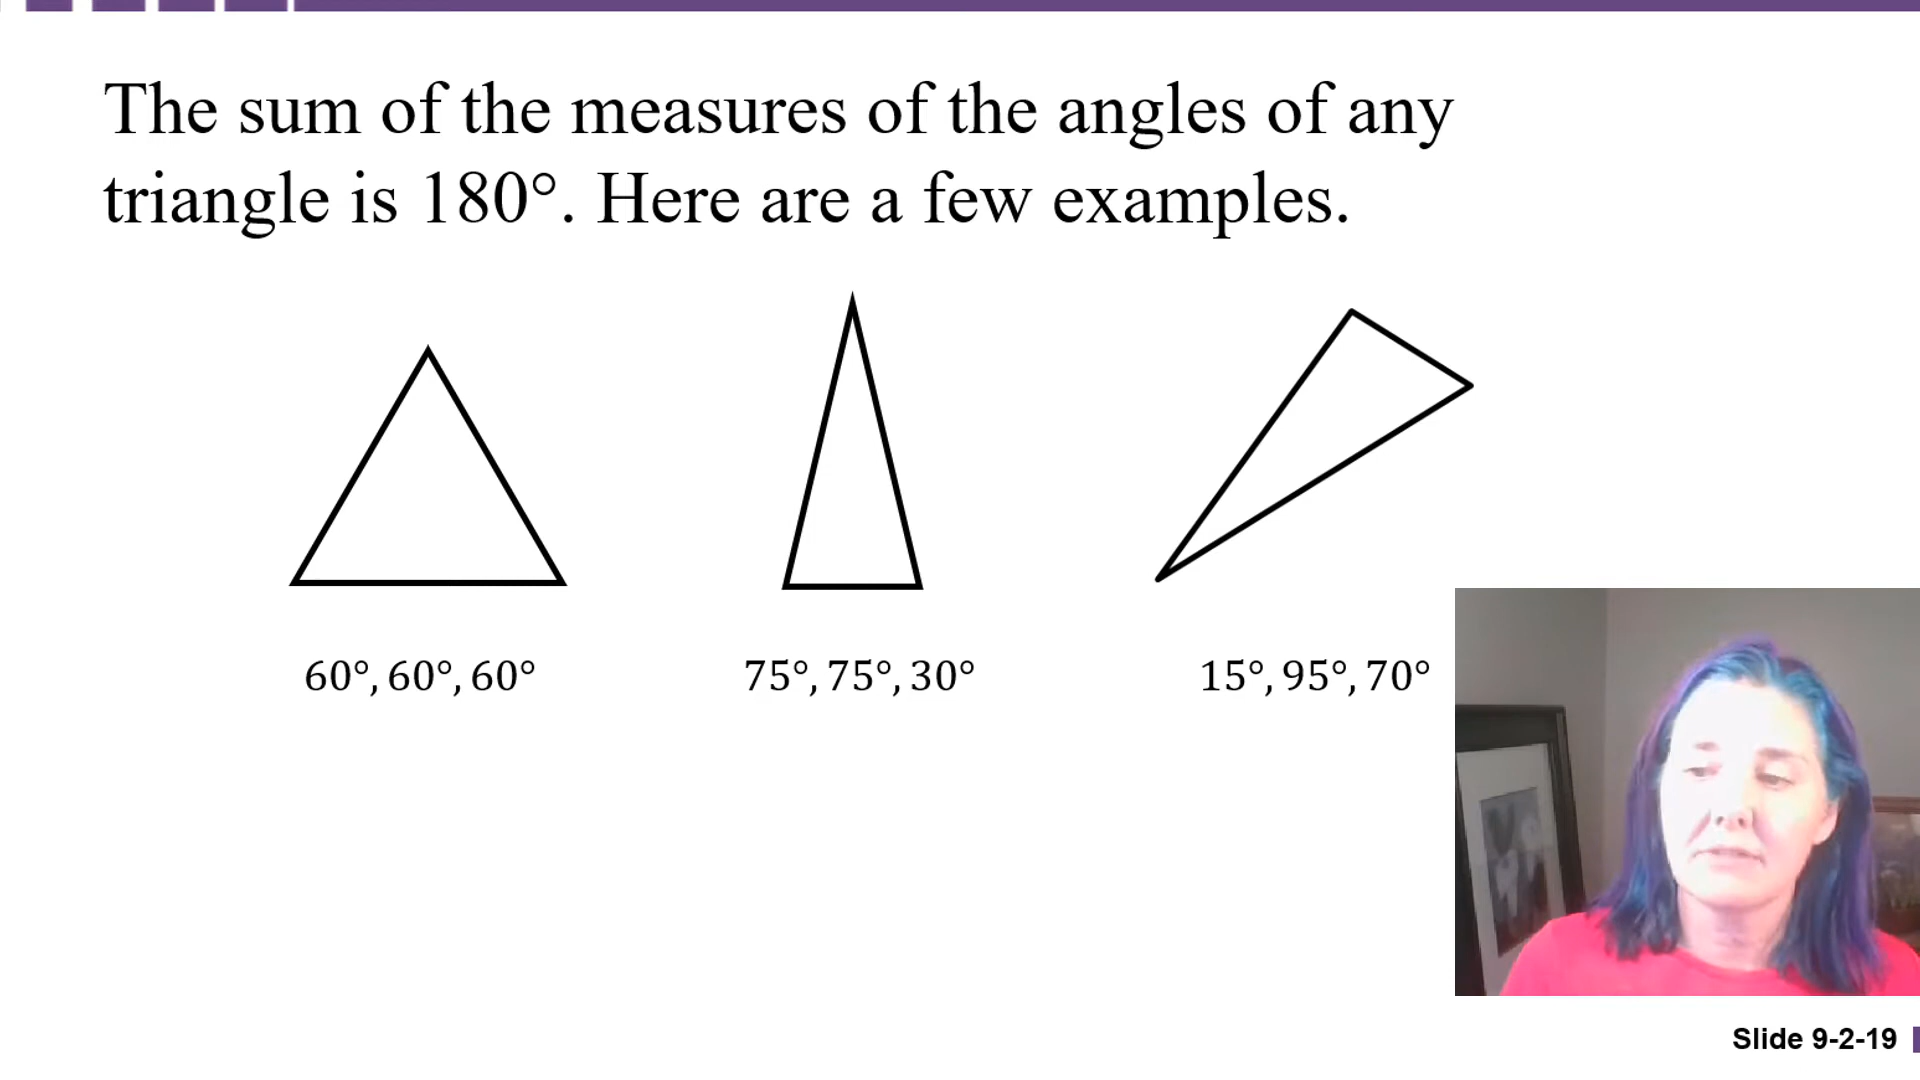 The sum of the measures of the angles of any
triangle is 180°. Here are a few examples.
60°, 60°, 60°
75°, 75°, 30°
15°, 95°, 70°
Slide 9-2-19